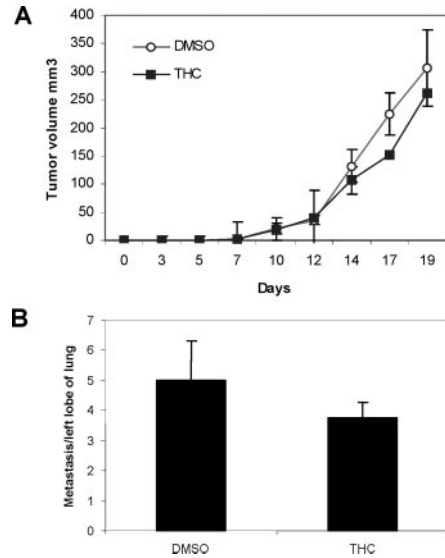 A
400
350
300
250
200
150
100
50
0
Tumor volume mm3
DMSO
THC
0 3 5 7 10 12 14 17 19
Days
B
7
6
5
4
3
2
1
0
Metastasis/left lobe of lung
DMSO THC